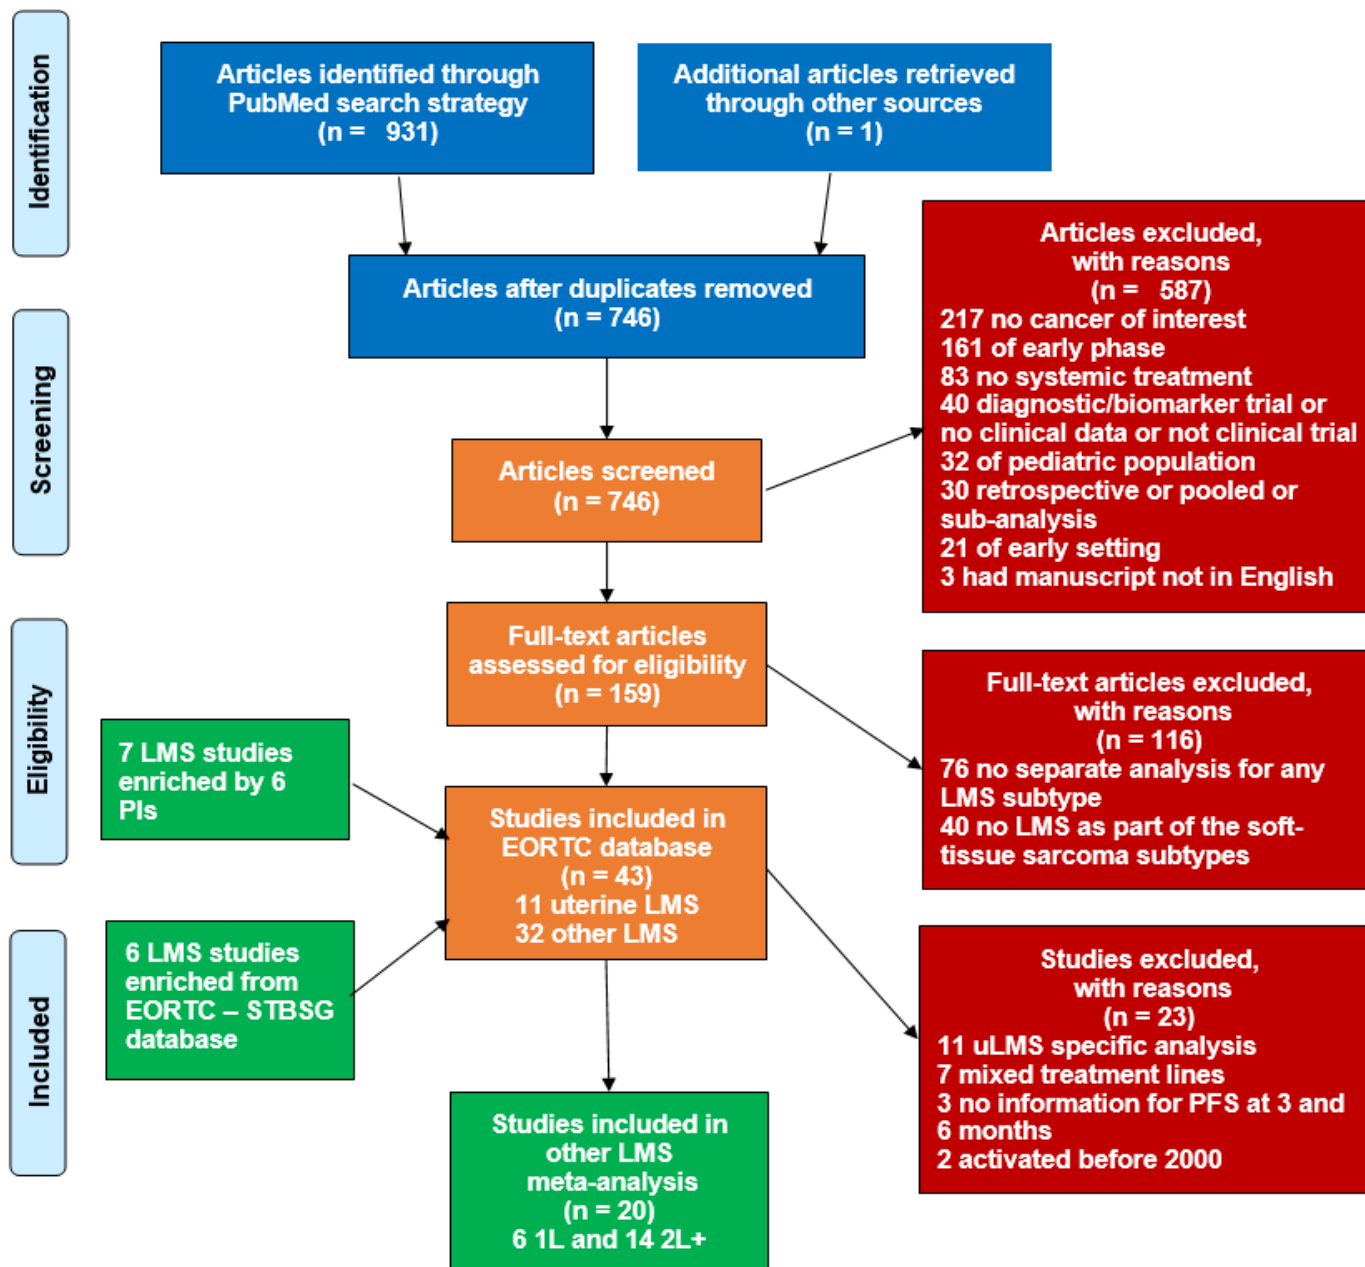 Identification
Articles identified through
PubMed search strategy
(n = 931)
Additional articles retrieved
through other sources
(n = 1)
Articles after duplicates removed
(n = 746)
Screening
Articles screened
(n = 746)
Articles excluded,
with reasons
(n = 587)
217 no cancer of interest
161 of early phase
83 no systemic treatment
40 diagnostic/biomarker trial or
no clinical data or not clinical trial
32 of pediatric population
30 retrospective or pooled or
sub-analysis
21 of early setting
3 had manuscript not in English
Eligibility
Full-text articles
assessed for eligibility
(n = 159)
Full-text articles excluded,
with reasons
(n = 116)
76 no separate analysis for any
LMS subtype
40 no LMS as part of the soft-
tissue sarcoma subtypes
7 LMS studies
enriched by 6
PIs
Studies included in
EORTC database
(n = 43)
11 uterine LMS
32 other LMS
Included
6 LMS studies
enriched from
EORTC – STBSG
database
Studies excluded,
with reasons
(n = 23)
11 uLMS specific analysis
7 mixed treatment lines
3 no information for PFS at 3 and
6 months
2 activated before 2000
Studies included in
other LMS
meta-analysis
(n = 20)
6 1L and 14 2L+